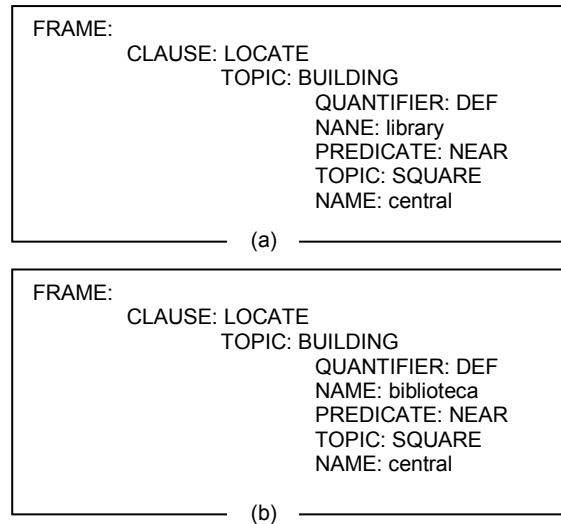 FRAME:
CLAUSE: LOCATE
TOPIC: BUILDING
QUANTIFIER: DEF
NANE: library
PREDICATE: NEAR
TOPIC: SQUARE
NAME: central
(a)
FRAME:
CLAUSE: LOCATE
TOPIC: BUILDING
QUANTIFIER: DEF
NAME: biblioteca
PREDICATE: NEAR
TOPIC: SQUARE
NAME: central
(b)